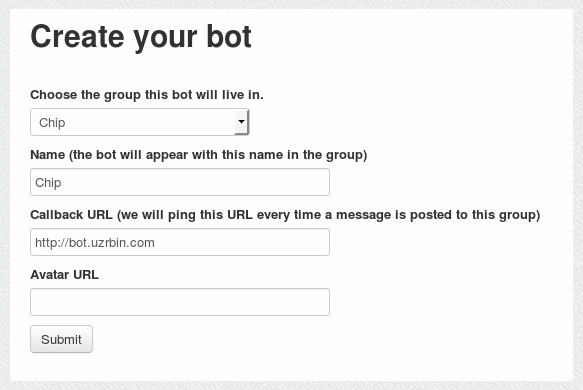 Create your bot
Choose the group this bot will live in.
Chip
Name (the bot will appear with this name in the group)
Chip
Callback URL (we will ping this URL every time a message is posted to this group)
http://bot.uzrbin.com
Avatar URL
Submit